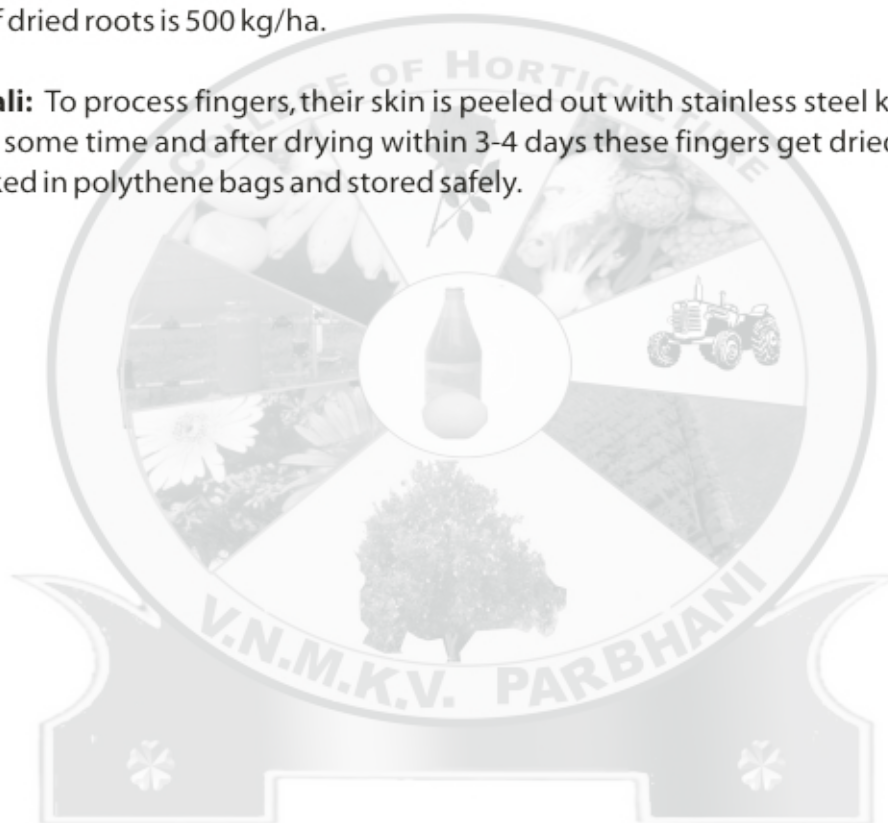 f dried roots is 500 kg/ha.
ali: To process fingers, their skin is peeled out with stainless steel k
some time and after drying within 3-4 days these fingers get dried
ked in polythene bags and stored safely.
COLLEGE OF HORTICULTURE
V.N.M.K.V. PARBHANI